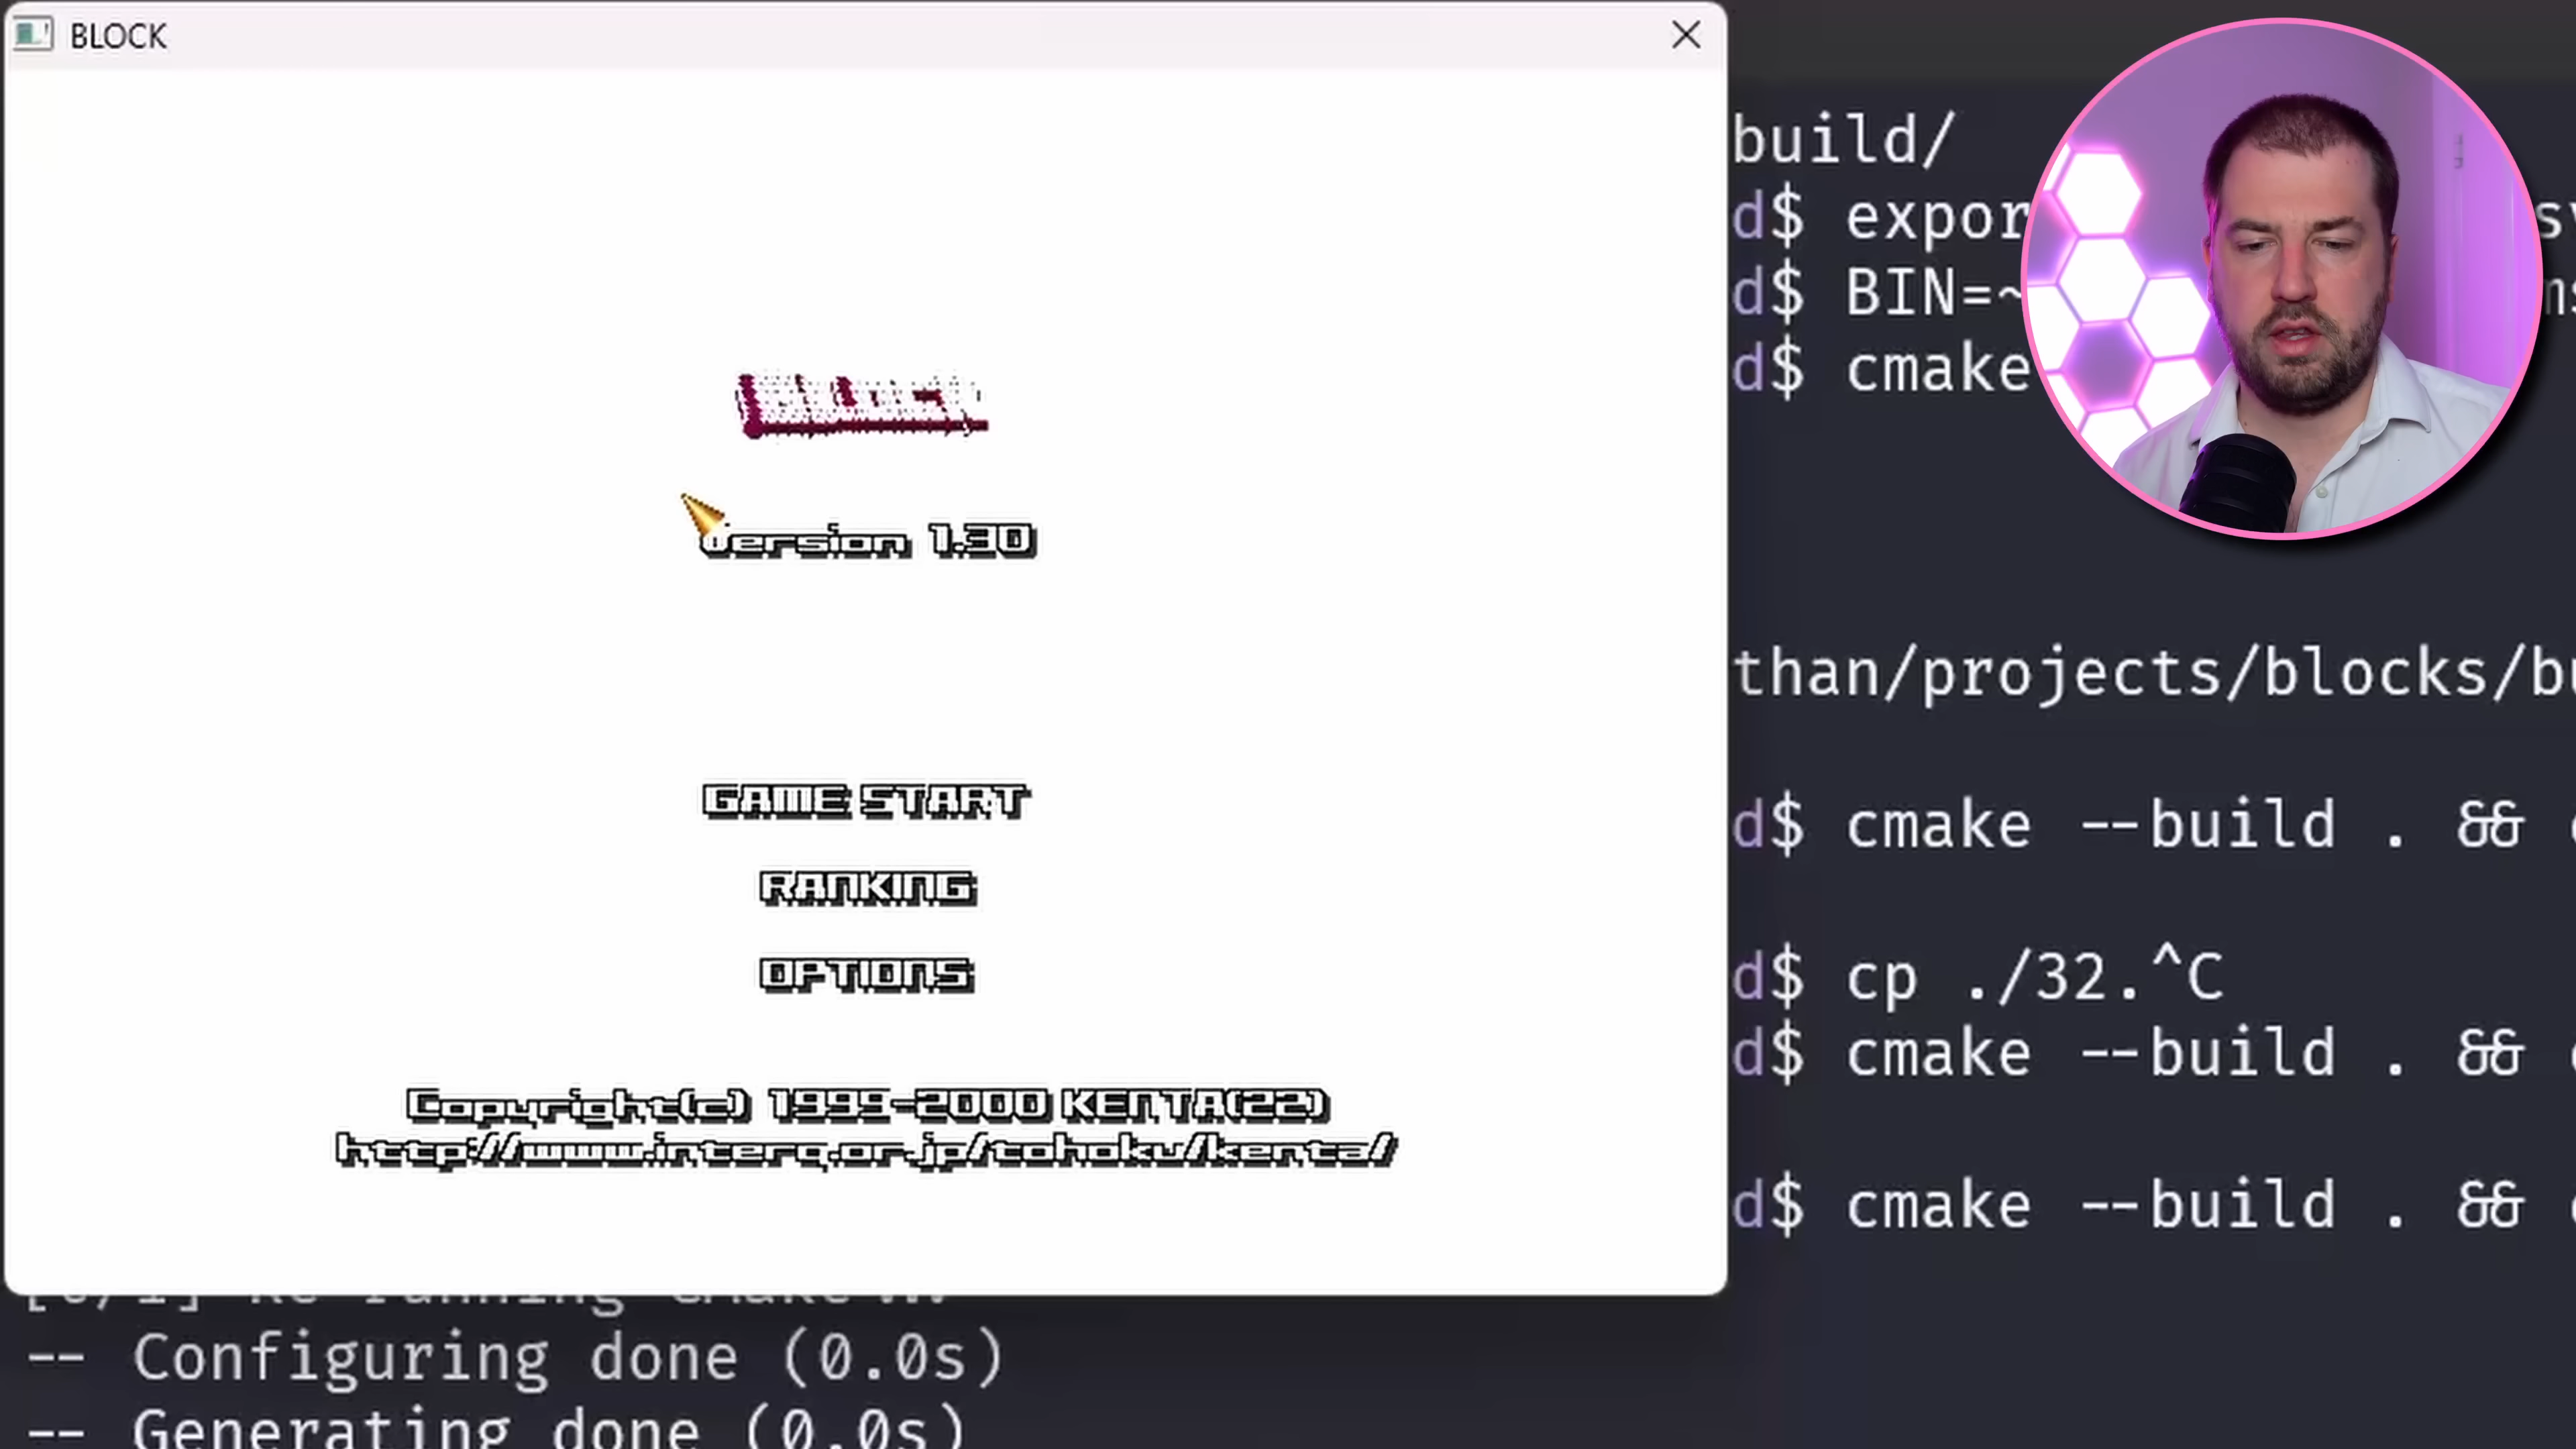 BLOCK
BLOCK
Version 1.30
GAME START
RANKING
OPTIONS
Copyright(c) 1999-2000 KENTA(22)
http://www.interq.or.jp/tohoku/kenta/
build/
d$ expor
d$ BIN=~
d$ cmake
than/projects/blocks/bu
d$ cmake --build . &&
d$ cp ./32.^C
d$ cmake --build . &&
d$ cmake --build . &&
-- Configuring done (0.0s)
-- Generating done (0.0s)